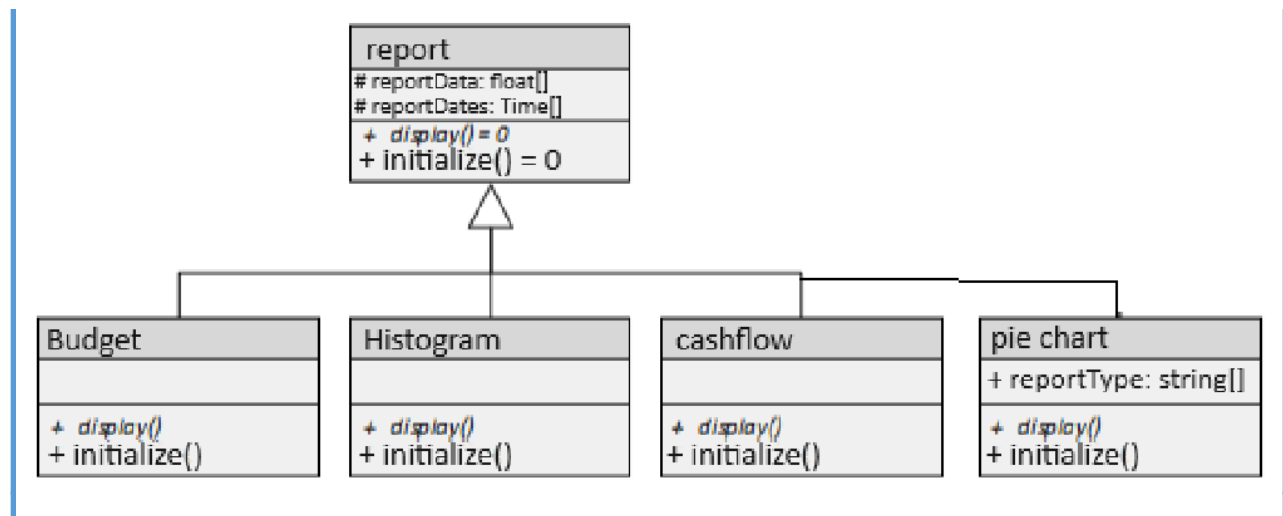 report
# reportData: float[]
# reportDates: Time[]
+ display() = 0
+ initialize() = 0
Budget
+ display()
+ initialize()
Histogram
+ display()
+ initialize()
cashflow
+ display()
+ initialize()
pie chart
+ reportType: string[]
+ display()
+ initialize()